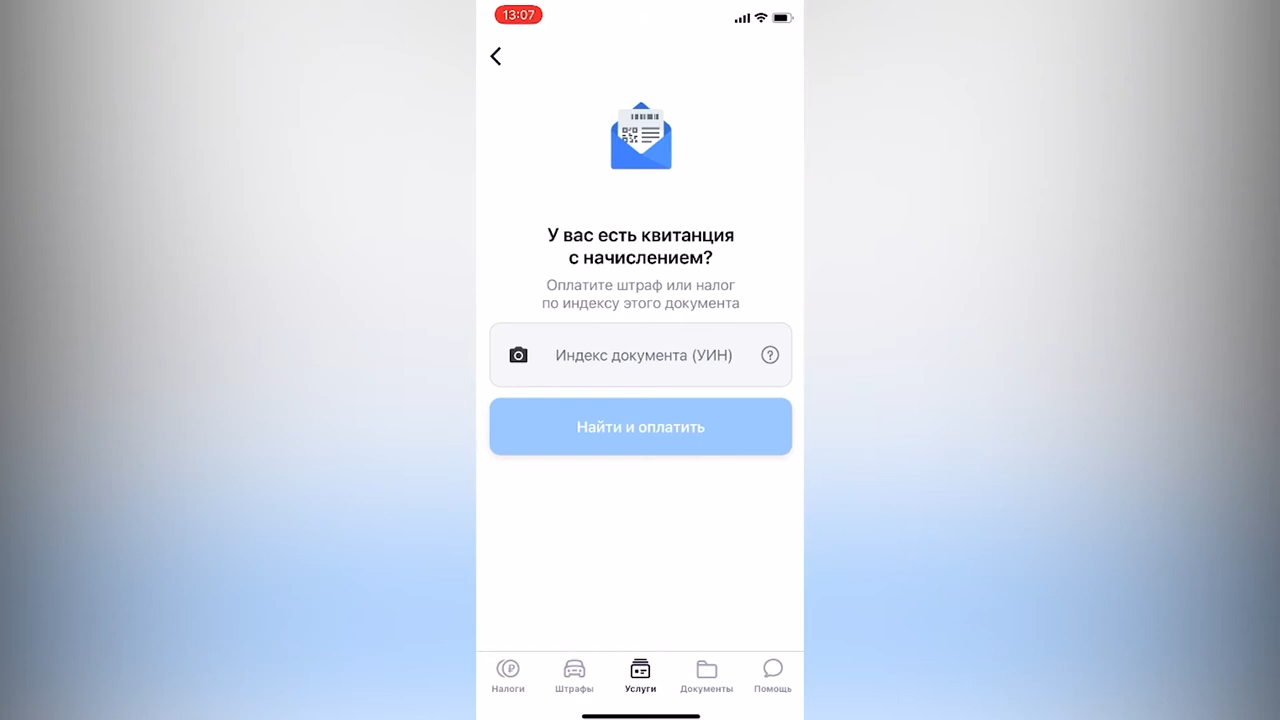 13:07
У вас есть квитанция
с начислением?
Оплатите штраф или налог
по индексу этого документа
Индекс документа (УИН)
Найти и оплатить
Налоги Штрафы Услуги Документы Помощь